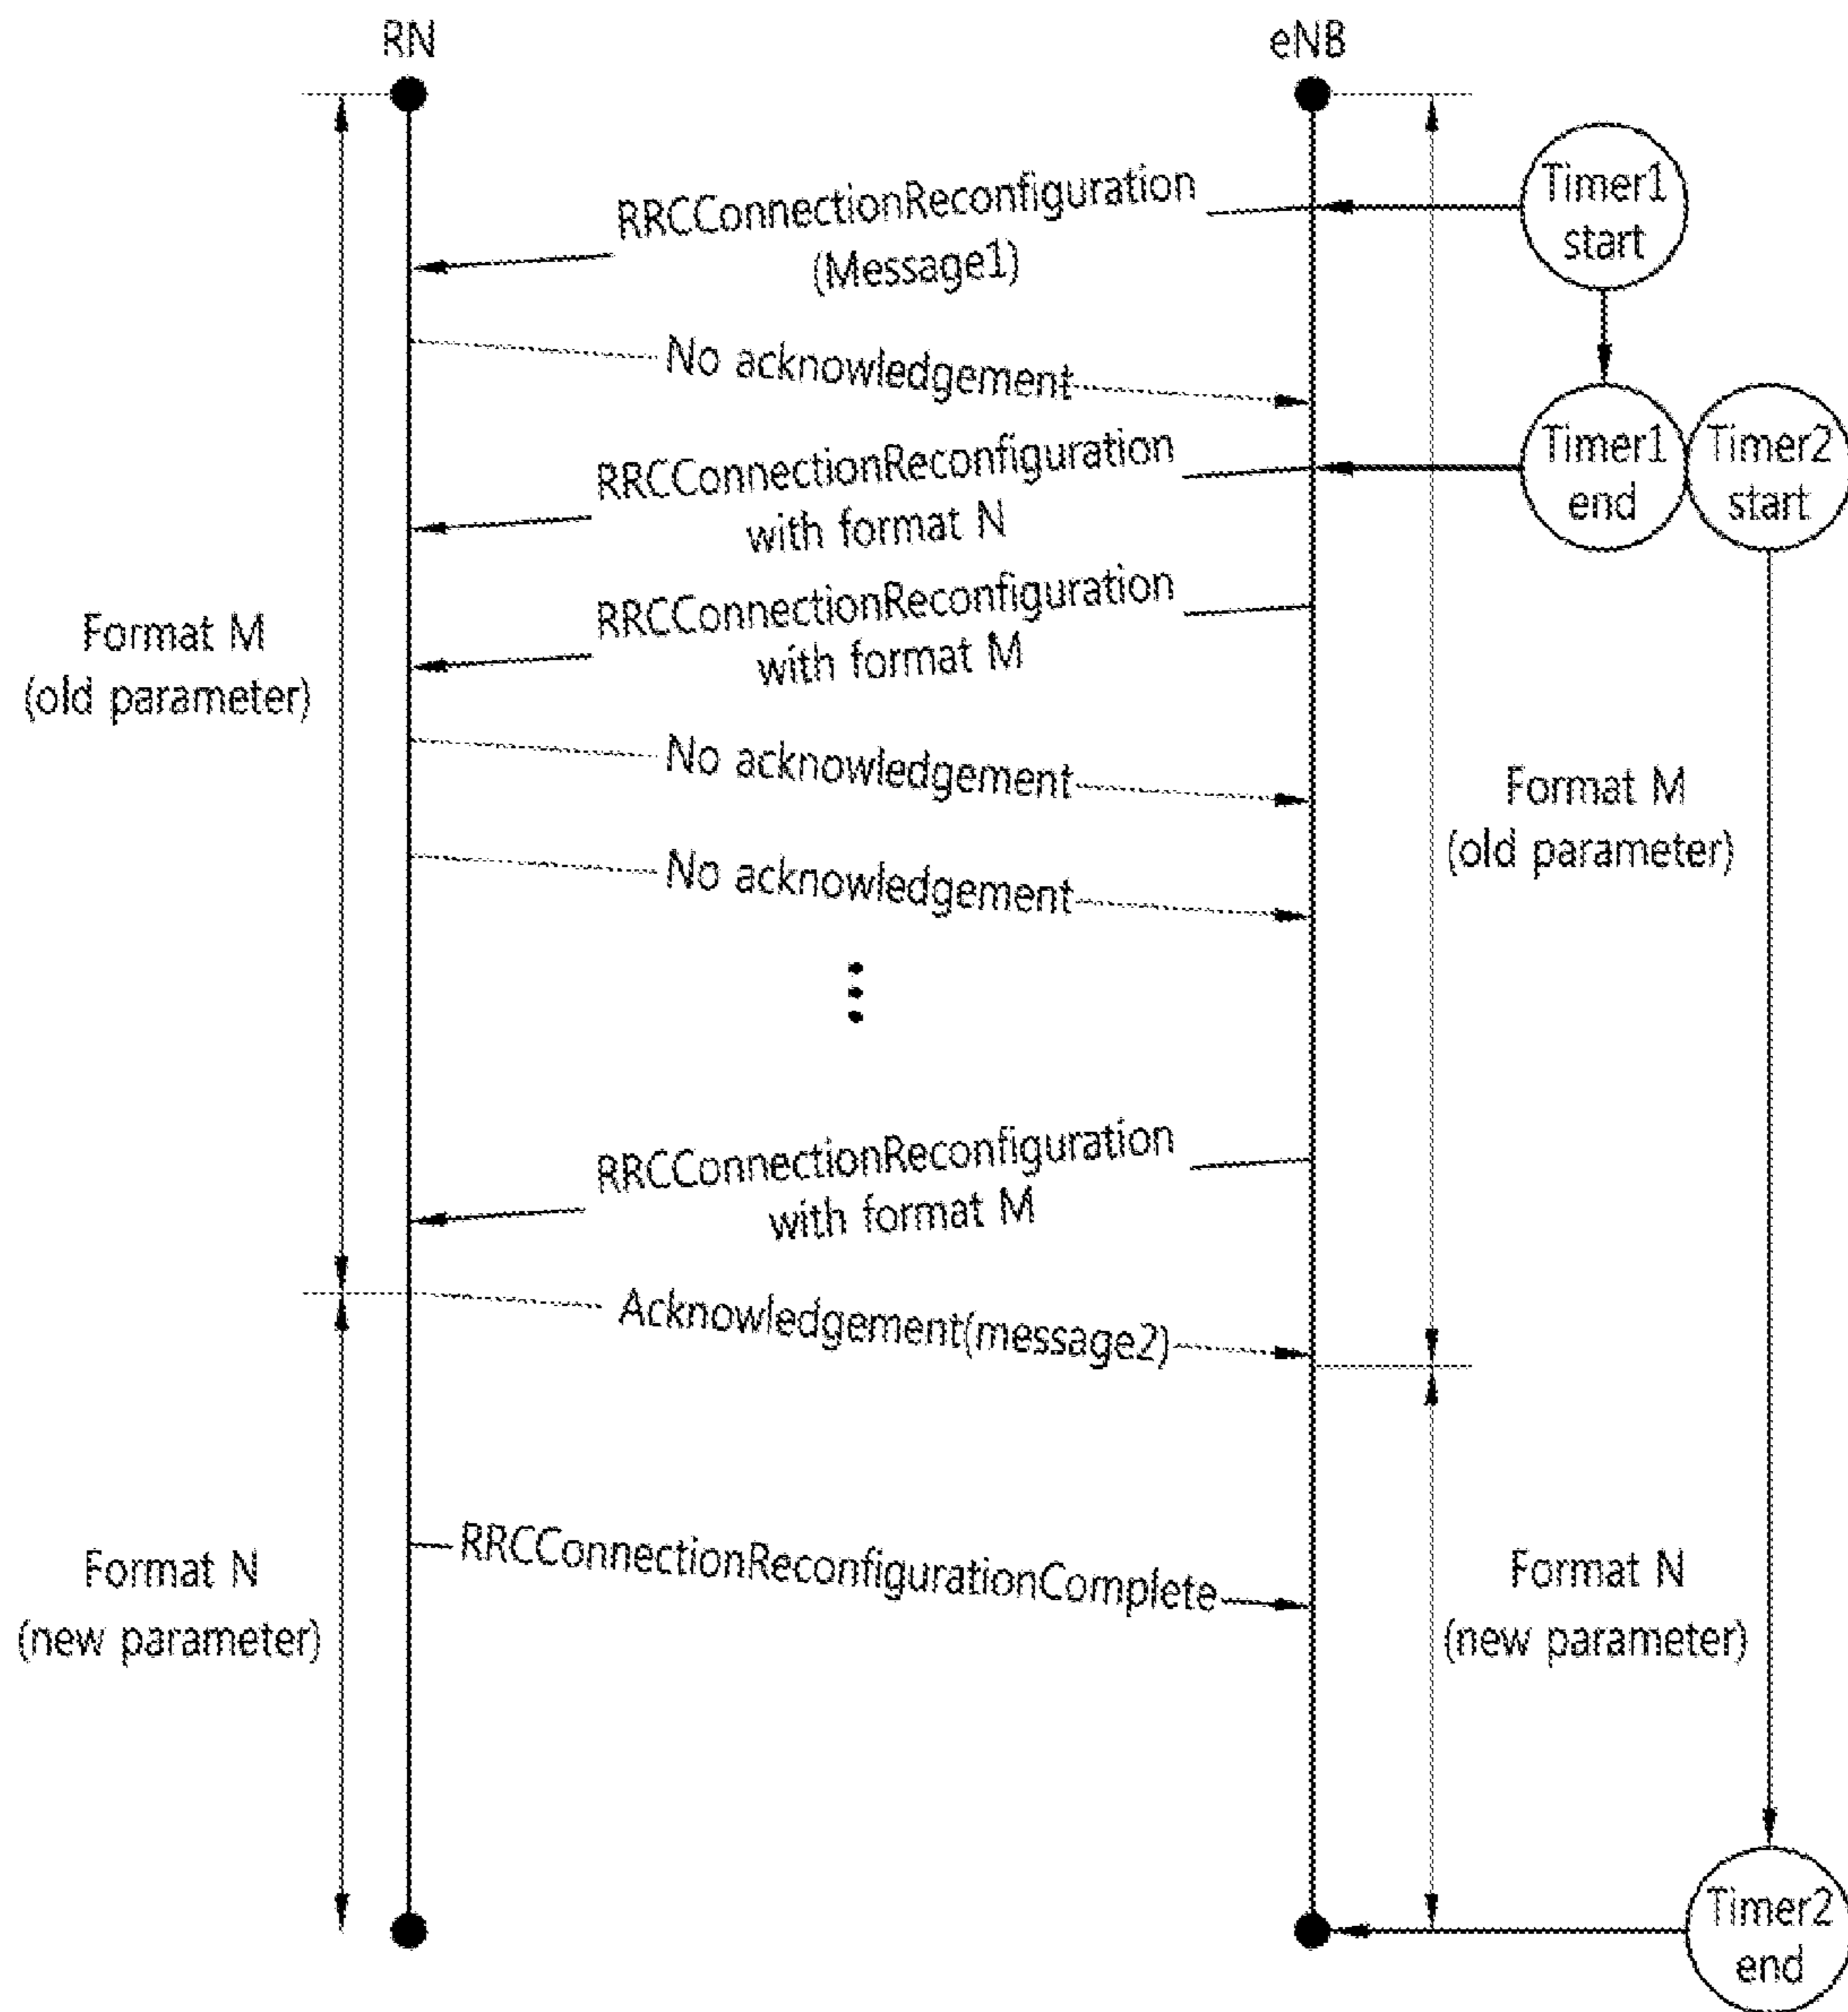 RN
eNB
Timer1
start
RRCConnectionReconfiguration
(Message1)
No acknowledgement
Timer1
end
Timer2
start
RRCConnectionReconfiguration
with format N
RRCConnectionReconfiguration
with format M
Format M
(old parameter)
No acknowledgement
Format M
(old parameter)
No acknowledgement
RRCConnectionReconfiguration
with format M
Acknowledgement(message2)
RRCConnectionReconfigurationComplete
Format N
(new parameter)
Format N
(new parameter)
Timer2
end